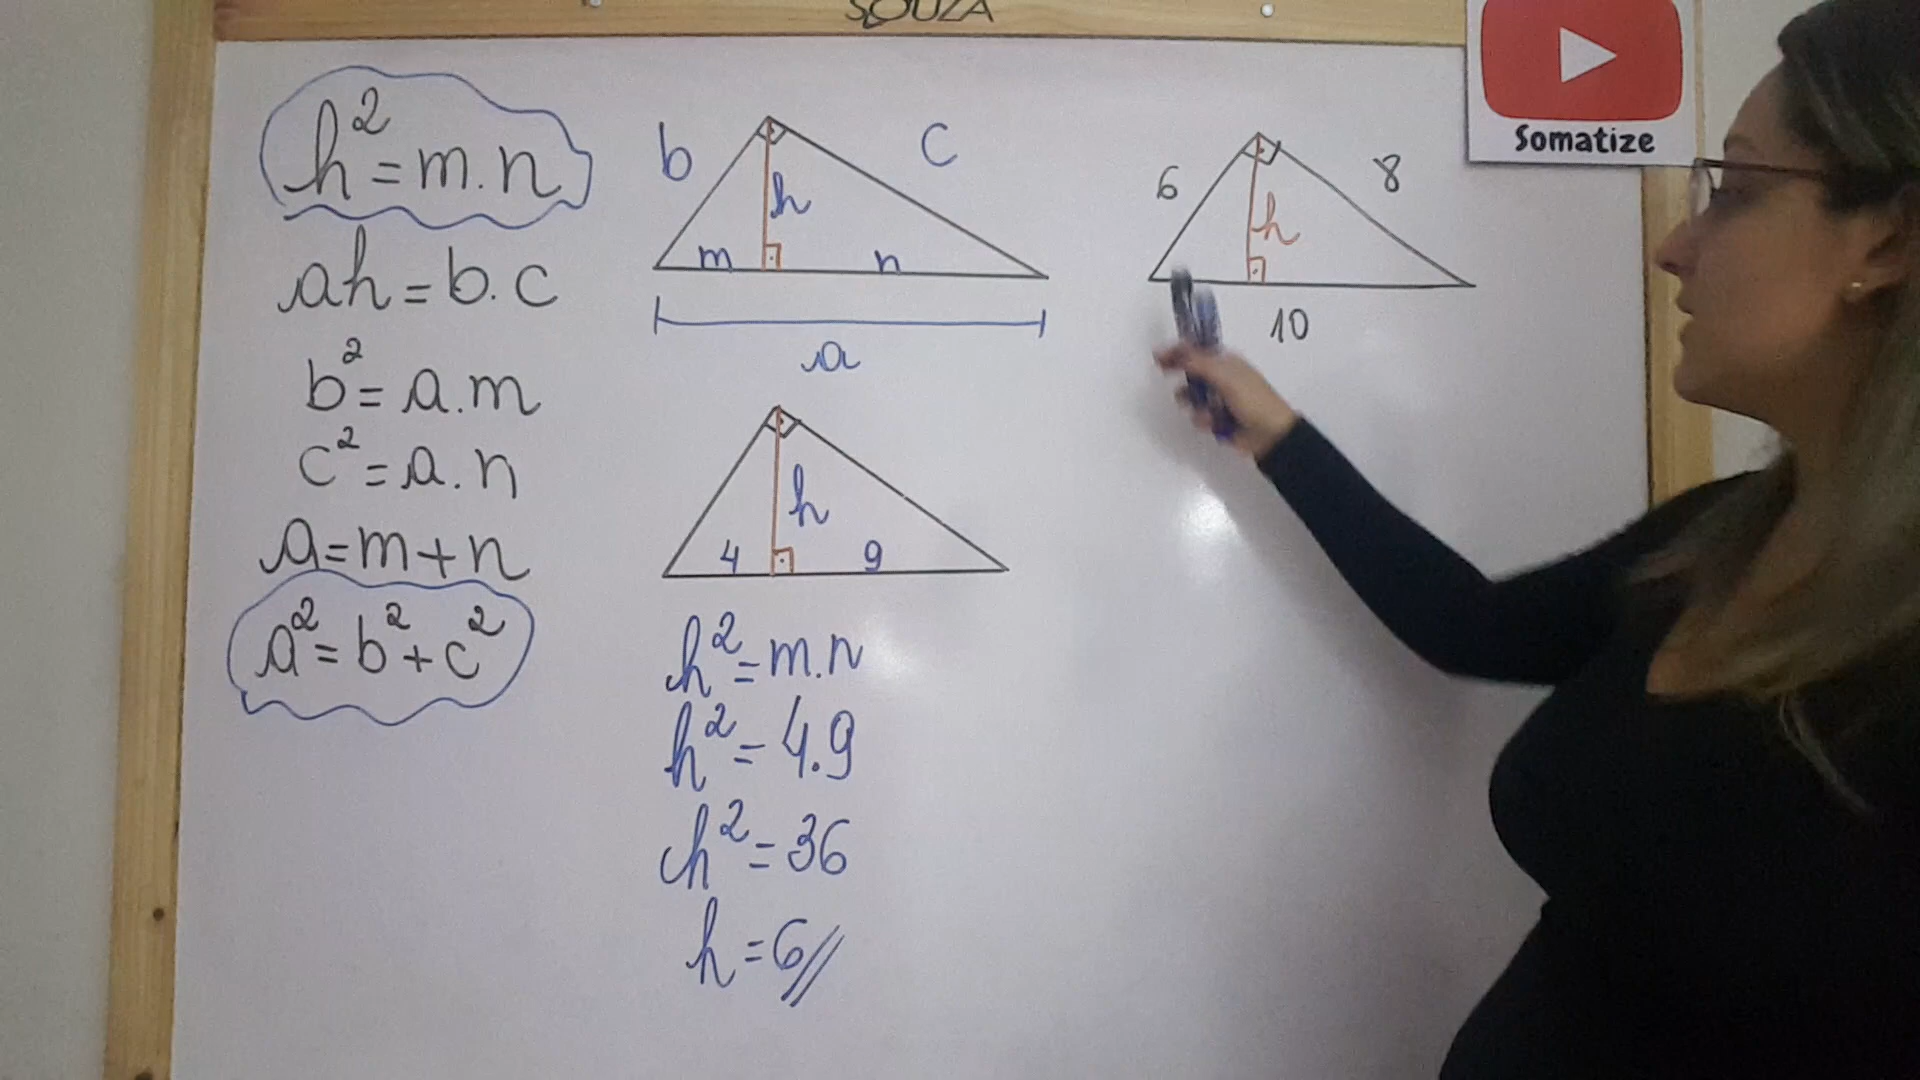 SOUZA
Somatize
h²=m.n
ah=b.c
b²=a.m
c²=a.n
a=m+n
a²=b²+c²
b
c
h
m
n
a
h
4
9
h²=m.n
h²=4.9
h²=36
h=6//
6
8
h
10